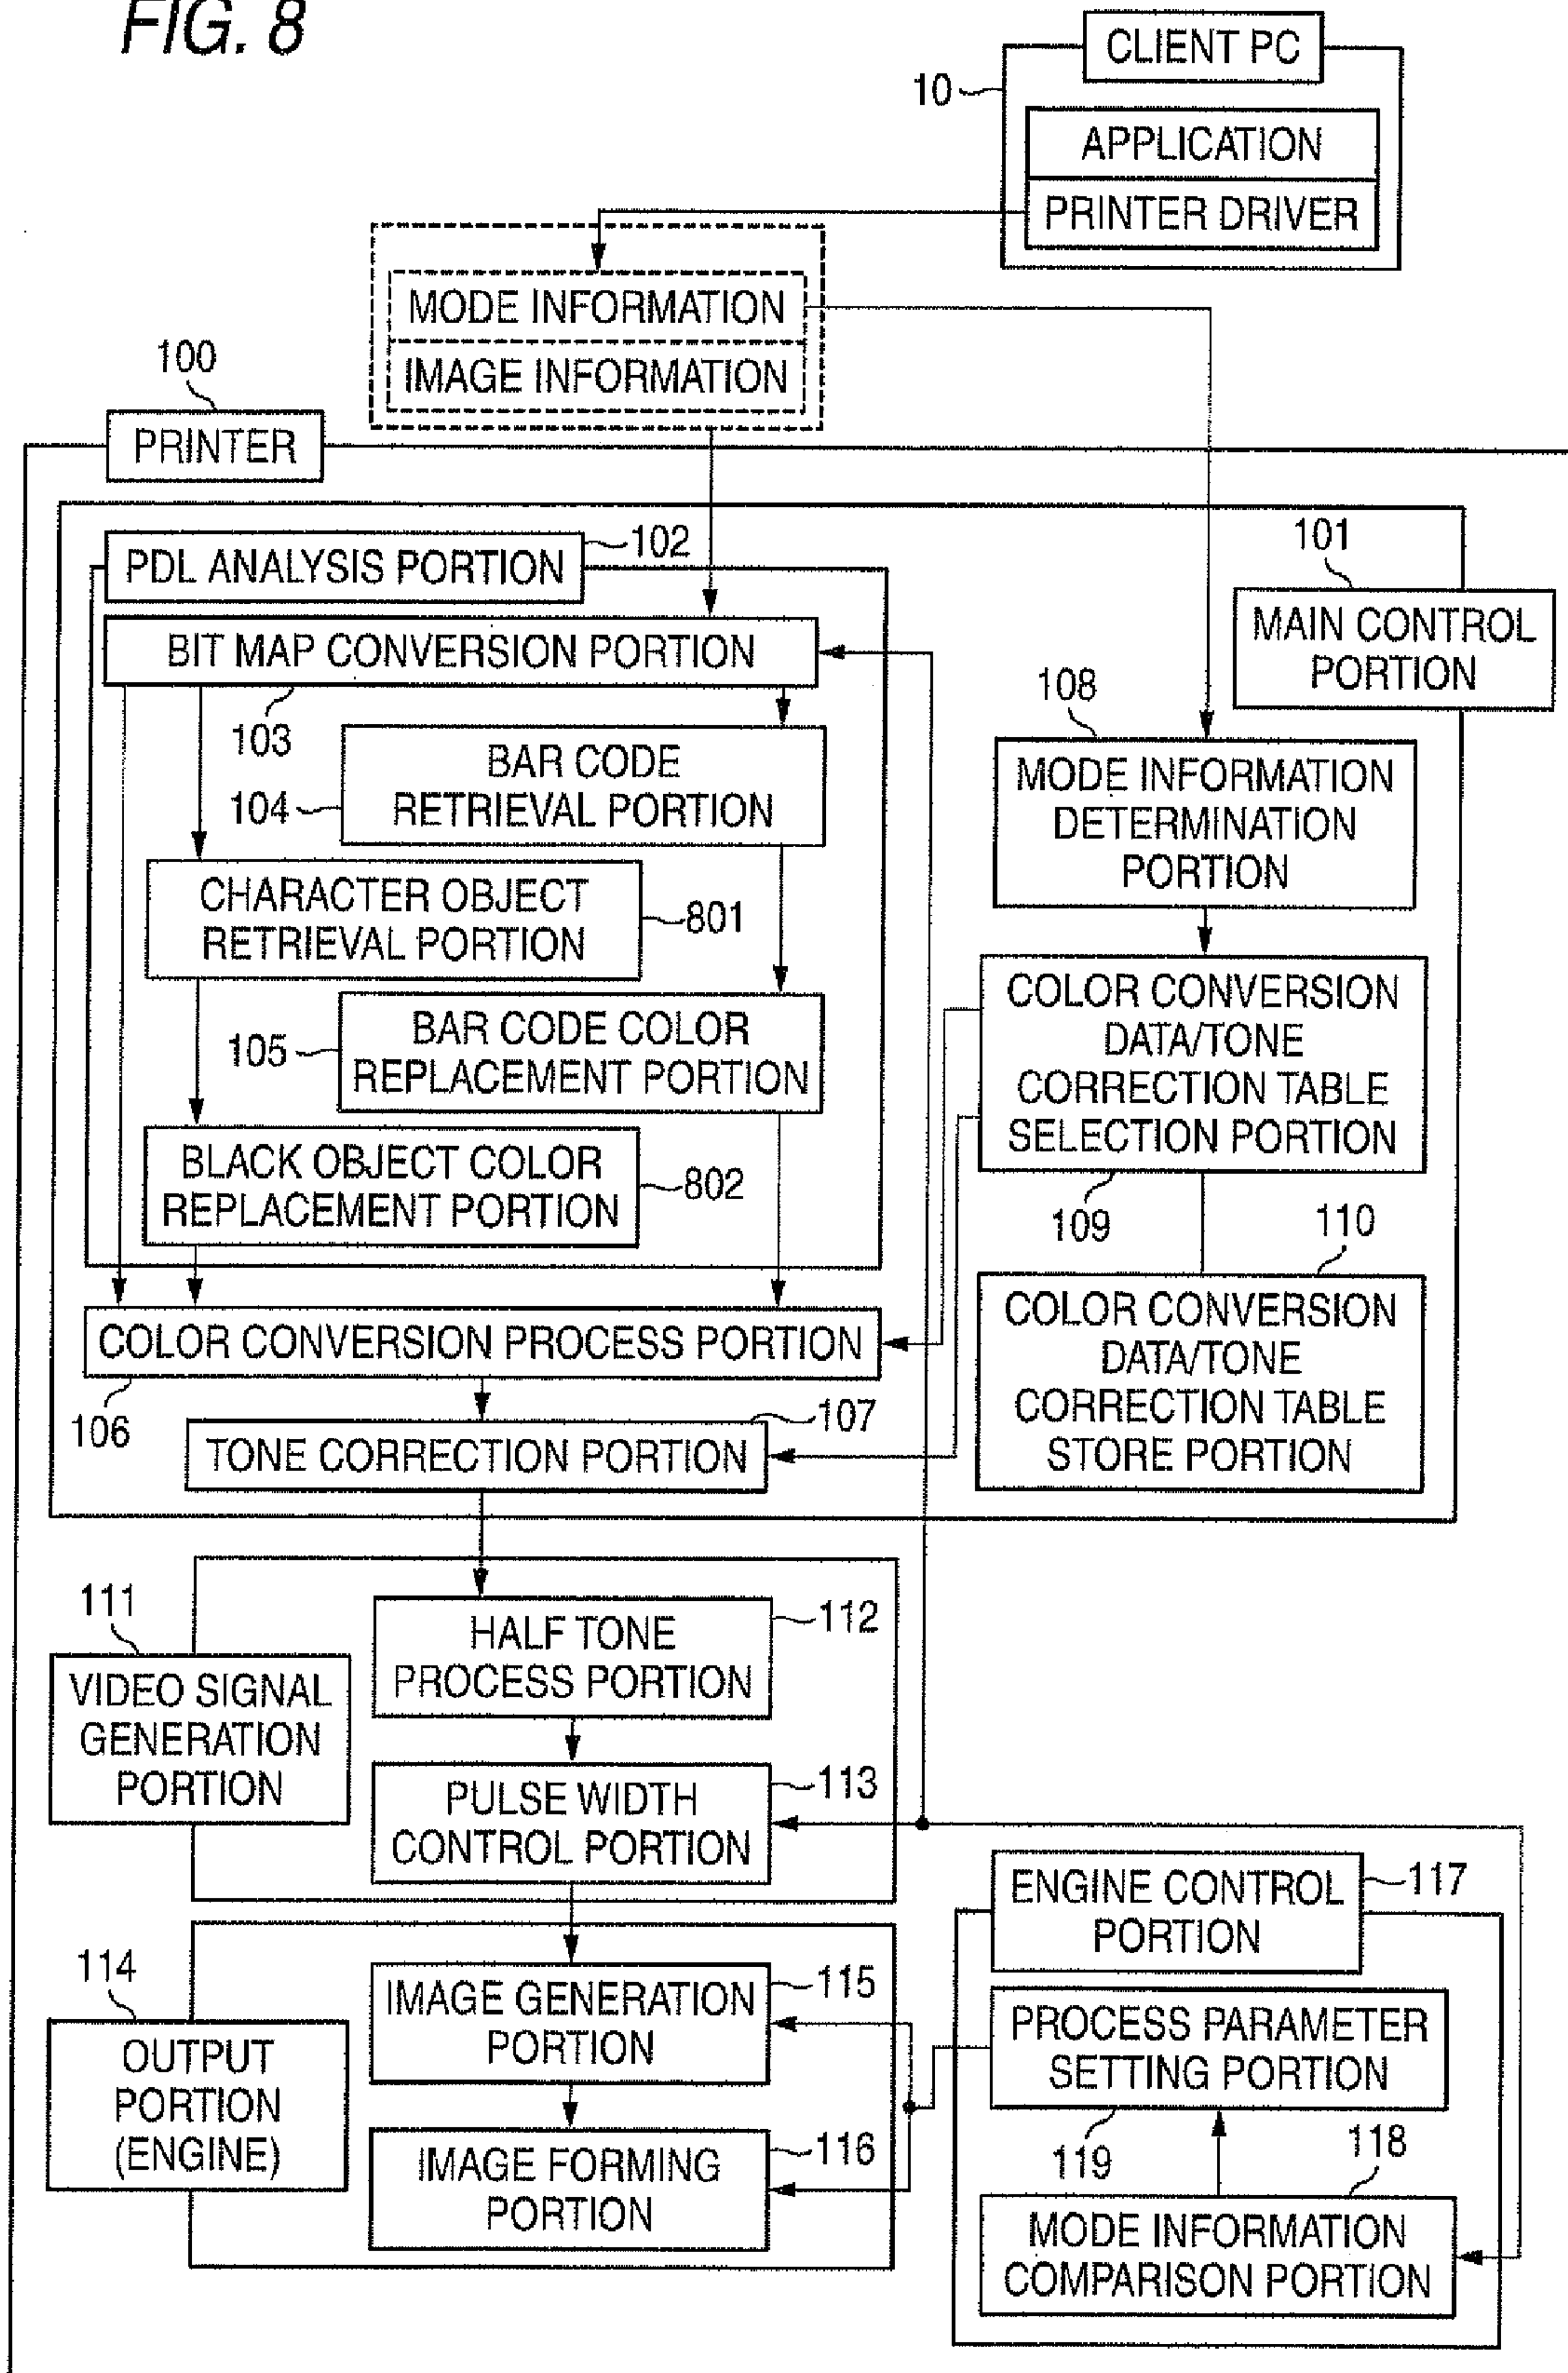 FIG. 8
CLIENT PC
10
APPLICATION
PRINTER DRIVER
MODE INFORMATION
IMAGE INFORMATION
100
PRINTER
102
PDL ANALYSIS PORTION
101
MAIN CONTROL
PORTION
BIT MAP CONVERSION PORTION
103
108
BAR CODE
RETRIEVAL PORTION
104
MODE INFORMATION
DETERMINATION
PORTION
CHARACTER OBJECT
RETRIEVAL PORTION
801
COLOR CONVERSION
DATA/TONE
CORRECTION TABLE
SELECTION PORTION
109
105
BAR CODE COLOR
REPLACEMENT PORTION
BLACK OBJECT COLOR
REPLACEMENT PORTION
802
110
COLOR CONVERSION
DATA/TONE
CORRECTION TABLE
STORE PORTION
COLOR CONVERSION PROCESS PORTION
106
107
TONE CORRECTION PORTION
111
VIDEO SIGNAL
GENERATION
PORTION
112
HALF TONE
PROCESS PORTION
113
PULSE WIDTH
CONTROL PORTION
ENGINE CONTROL
PORTION
117
114
OUTPUT
PORTION
(ENGINE)
115
IMAGE GENERATION
PORTION
PROCESS PARAMETER
SETTING PORTION
119
118
116
IMAGE FORMING
PORTION
MODE INFORMATION
COMPARISON PORTION